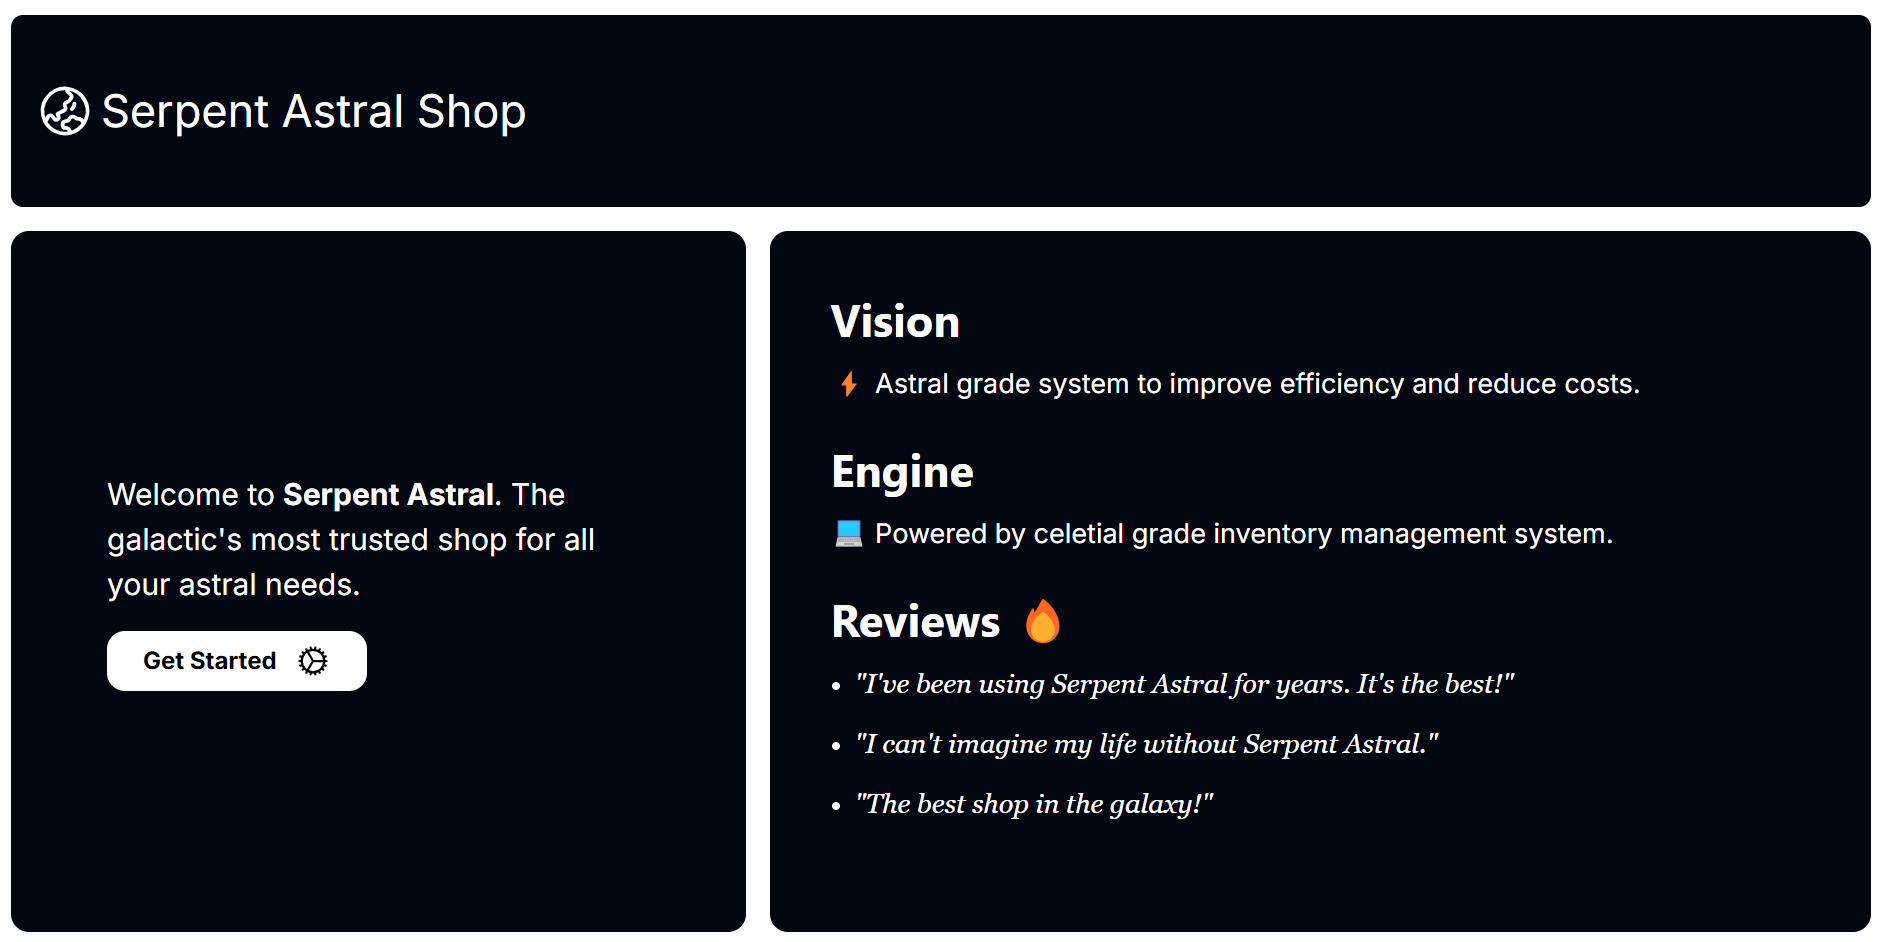 Serpent Astral Shop
Welcome to Serpent Astral. The
galactic's most trusted shop for all
your astral needs.
Get Started
Vision
Astral grade system to improve efficiency and reduce costs.
Engine
Powered by celetial grade inventory management system.
Reviews
"I've been using Serpent Astral for years. It's the best!"
"I can't imagine my life without Serpent Astral."
"The best shop in the galaxy!"